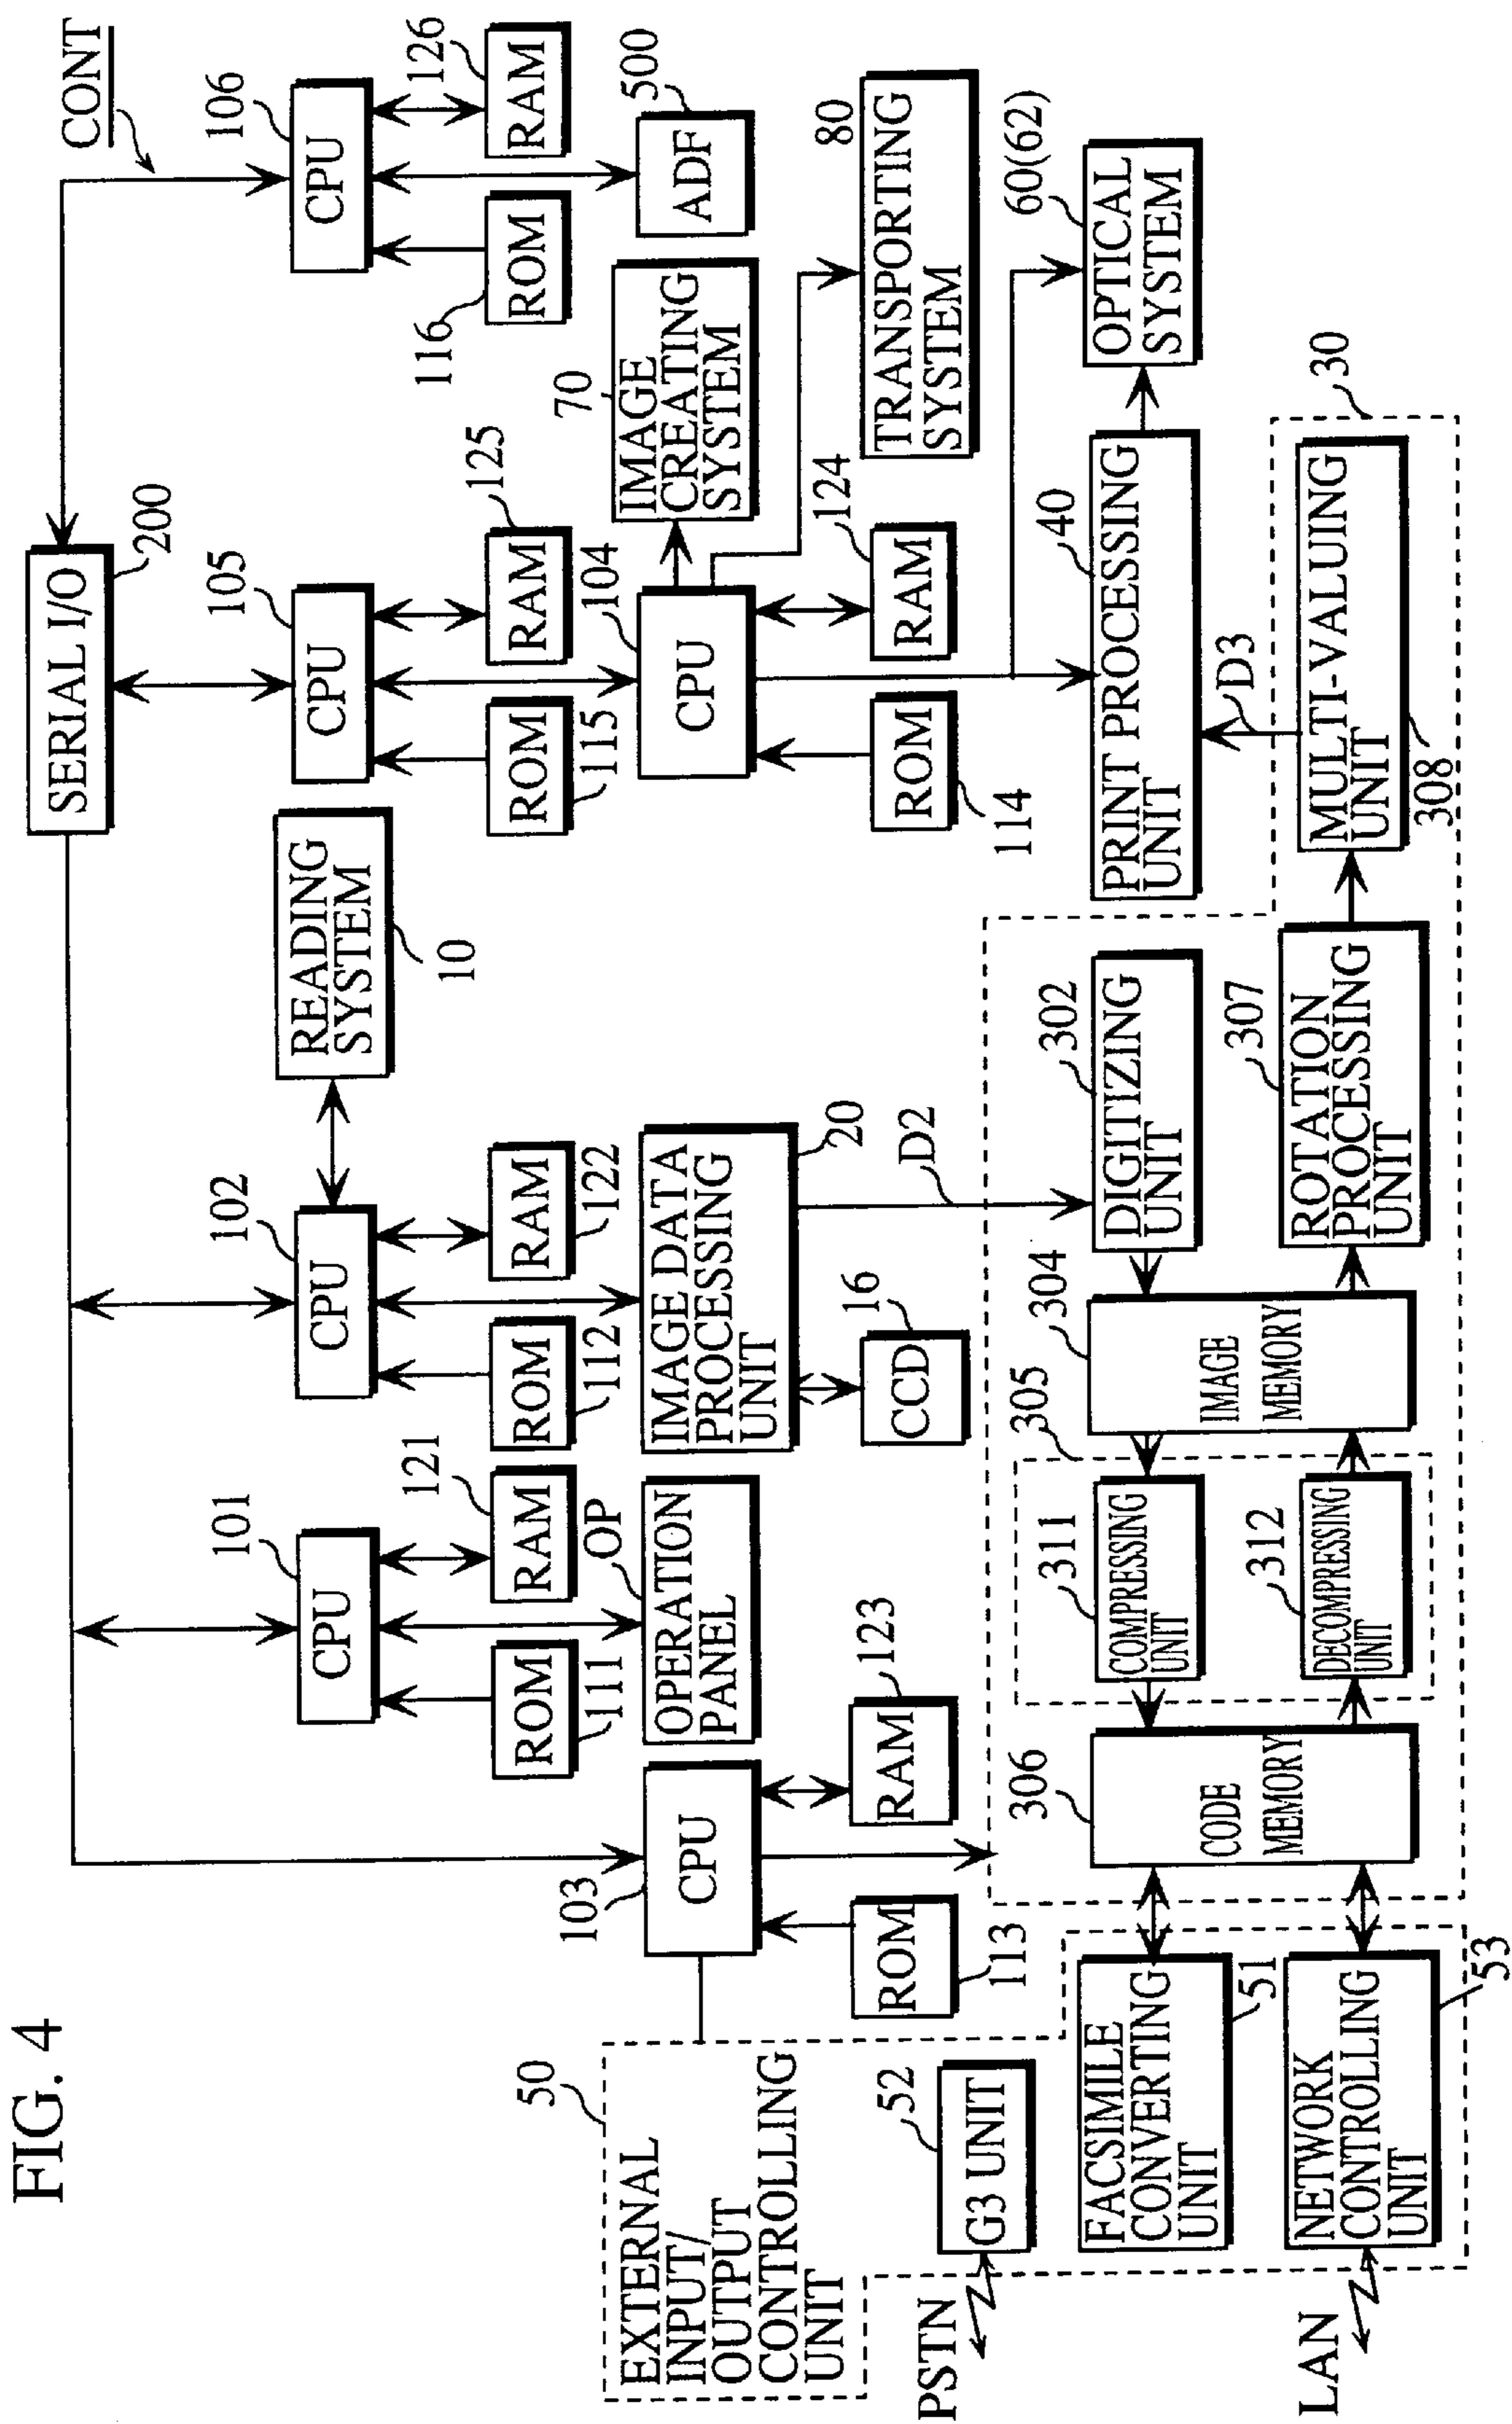 FIG. 4
CONT
SERIAL I/O
200
101
CPU
121
ROM
111
RAM
OP
OPERATION
PANEL
102
CPU
ROM
112
RAM
122
READING
SYSTEM
10
IMAGE DATA
PROCESSING
UNIT
20
CCD
16
D2
105
CPU
ROM
115
RAM
125
106
CPU
ROM
116
RAM
126
ADF
500
104
CPU
ROM
114
RAM
124
70
IMAGE
CREATING
SYSTEM
80
TRANSPORTING
SYSTEM
60(62)
OPTICAL
SYSTEM
40
PRINT PROCESSING
UNIT
D3
103
CPU
ROM
113
RAM
123
50
EXTERNAL
INPUT/
OUTPUT
CONTROLLING
UNIT
52
G3 UNIT
PSTN
FACSIMILE
CONVERTING
UNIT
51
NETWORK
CONTROLLING
UNIT
53
LAN
306
CODE
MEMORY
305
311
COMPRESSING
UNIT
312
DECOMPRESSING
UNIT
304
IMAGE
MEMORY
302
DIGITIZING
UNIT
307
ROTATION
PROCESSING
UNIT
30
MULTI-VALUING
UNIT
308